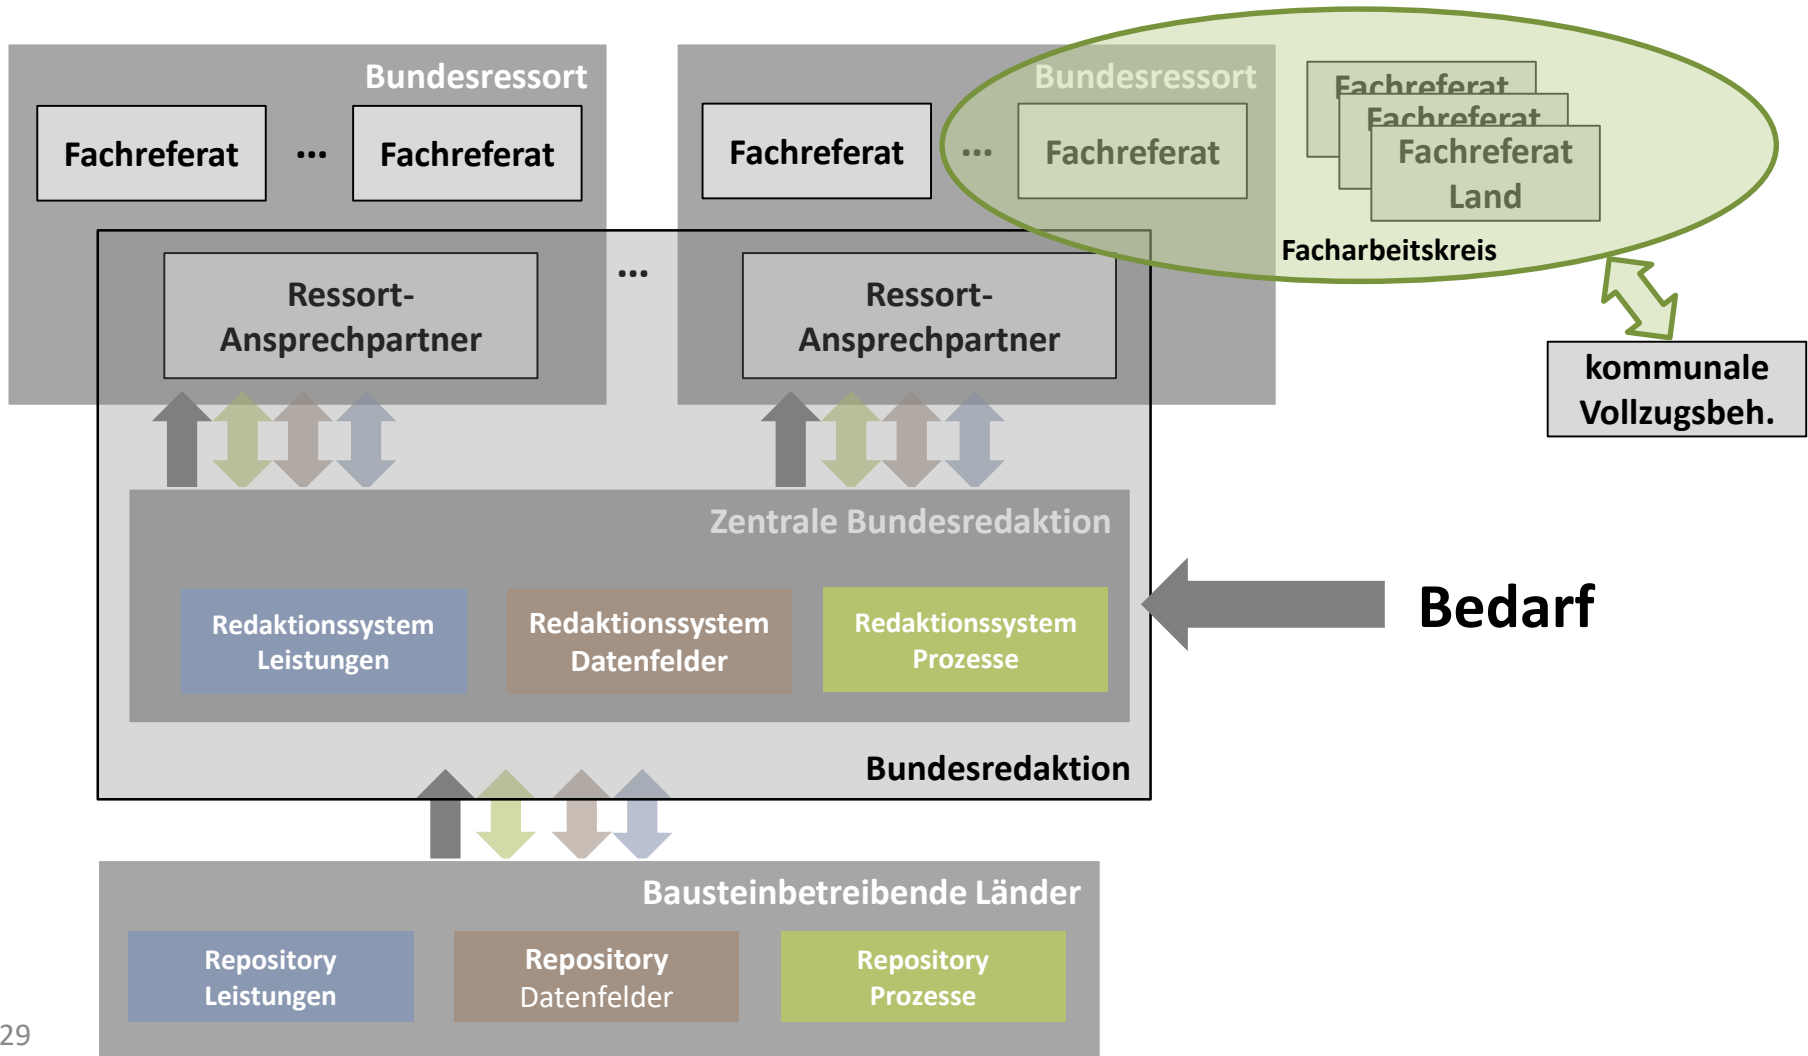 Bundesressort
Fachreferat
...
Fachreferat
Ressort-
Ansprechpartner
...
Bundesressort
Fachreferat
...
Fachreferat
Fachreferat
Fachreferat
Fachreferat
Land
Facharbeitskreis
Ressort-
Ansprechpartner
kommunale
Vollzugsbeh.
Zentrale Bundesredaktion
Redaktionssystem
Leistungen
Redaktionssystem
Datenfelder
Redaktionssystem
Prozesse
Bedarf
Bundesredaktion
Bausteinbetreibende Länder
Repository
Leistungen
Repository
Datenfelder
Repository
Prozesse
29